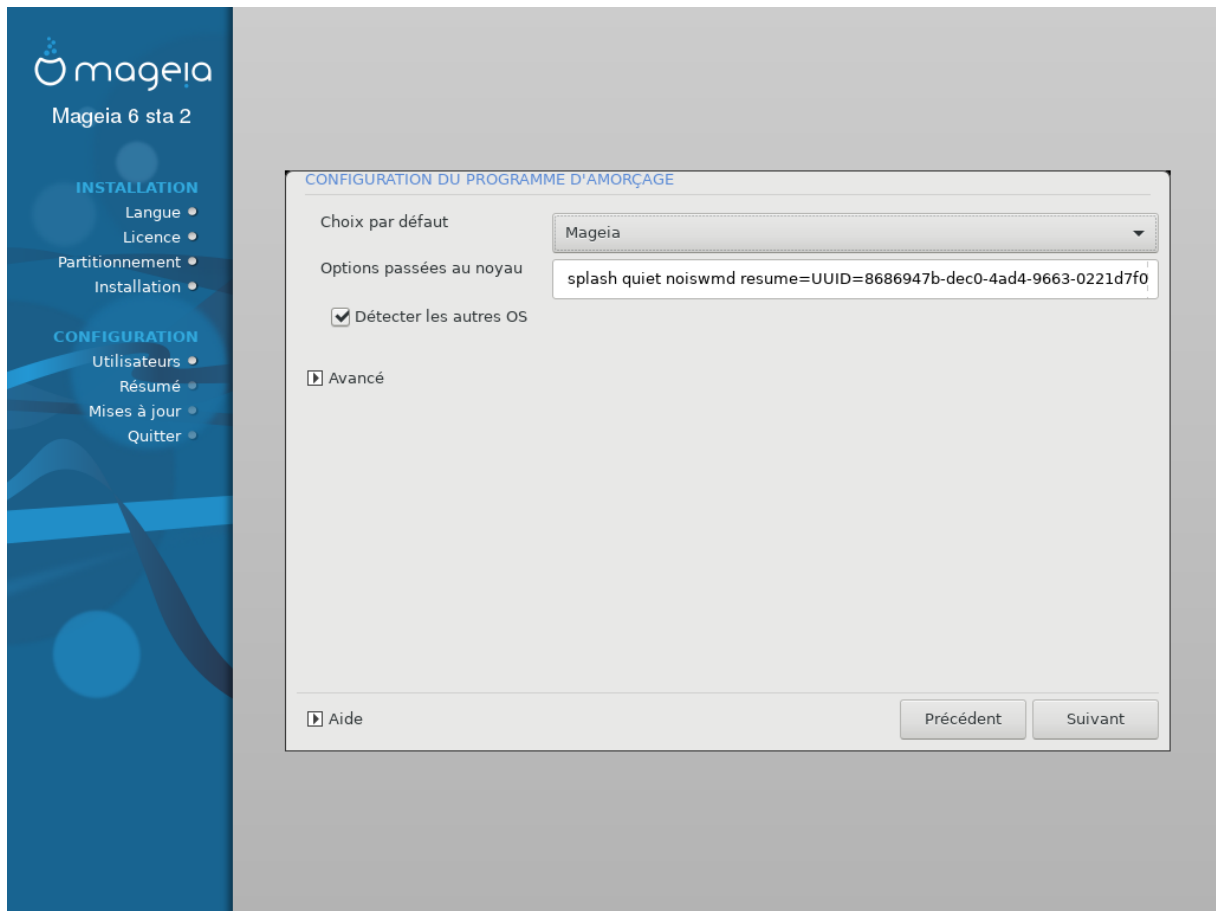 mageia
Mageia 6 sta 2
INSTALLATION
Langue
Licence
Partitionnement
Installation
CONFIGURATION
Utilisateurs
Résumé
Mises à jour
Quitter
CONFIGURATION DU PROGRAMME D'AMORÇAGE
Choix par défaut
Mageia
Options passées au noyau
splash quiet noiswmd resume=UUID=8686947b-dec0-4ad4-9663-0221d7f0
Détecter les autres OS
Avancé
Aide
Précédent
Suivant